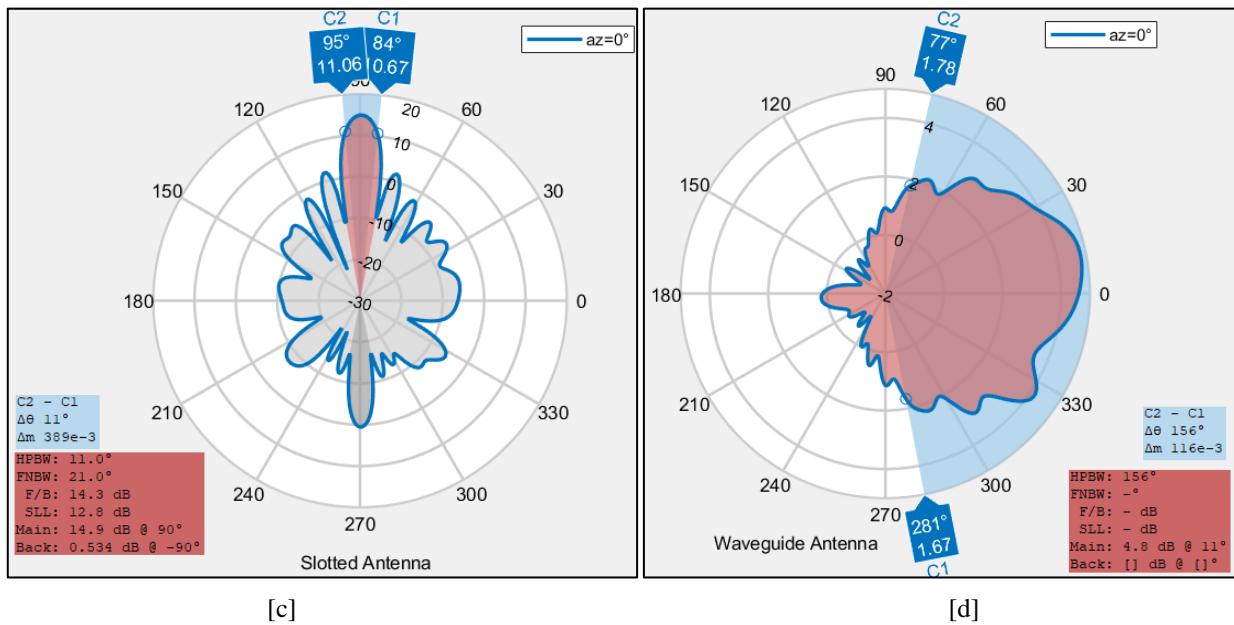 C2 C1
95° 84°
11.06 10.67
az=0°
90
120
60
150
30
180
0
210
330
240
300
270
20
10
0
-10
-20
-30
C2 - C1
Δθ 11°
Δm 389e-3
HPBW: 11.0°
FNBW: 21.0°
F/B: 14.3 dB
SLL: 12.8 dB
Main: 14.9 dB @ 90°
Back: 0.534 dB @ -90°
Slotted Antenna
C2
77°
1.78
az=0°
90
120
60
150
30
180
0
210
330
300
270
4
2
0
-2
281°
1.67
C1
C2 - C1
Δθ 156°
Δm 116e-3
HPBW: 156°
FNBW: -°
F/B: - dB
SLL: - dB
Main: 4.8 dB @ 11°
Back: [] dB @ []°
240
Waveguide Antenna
[c] [d]